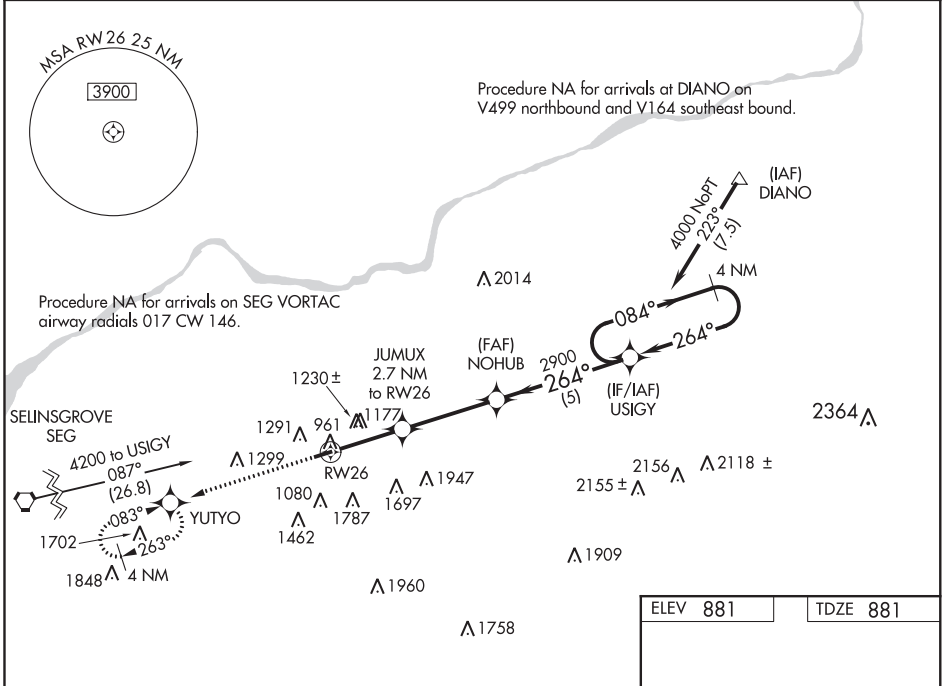 MSA RW 26 25 NM
3900
Procedure NA for arrivals at DIANO on
V499 northbound and V164 southeast bound.
(IAF)
DIANO
4000 NoPT
223°
(7.5)
4 NM
2014
084°
264°
Procedure NA for arrivals on SEG VORTAC
airway radials 017 CW 146.
(FAF)
NOHUB
2900
264°
(5)
(IF/IAF)
USIGY
JUMUX
2.7 NM
to RW26
1230 ±
1177
2364
SELINSGROVE
SEG
4200 to USIGY
087°
(26.8)
1291
961
1299
RW26
1947
2156
2118 ±
2155 ±
1080
1697
1787
1462
083°
YUTYO
1702
263°
1848
4 NM
1909
1960
1758
ELEV 881
TDZE 881